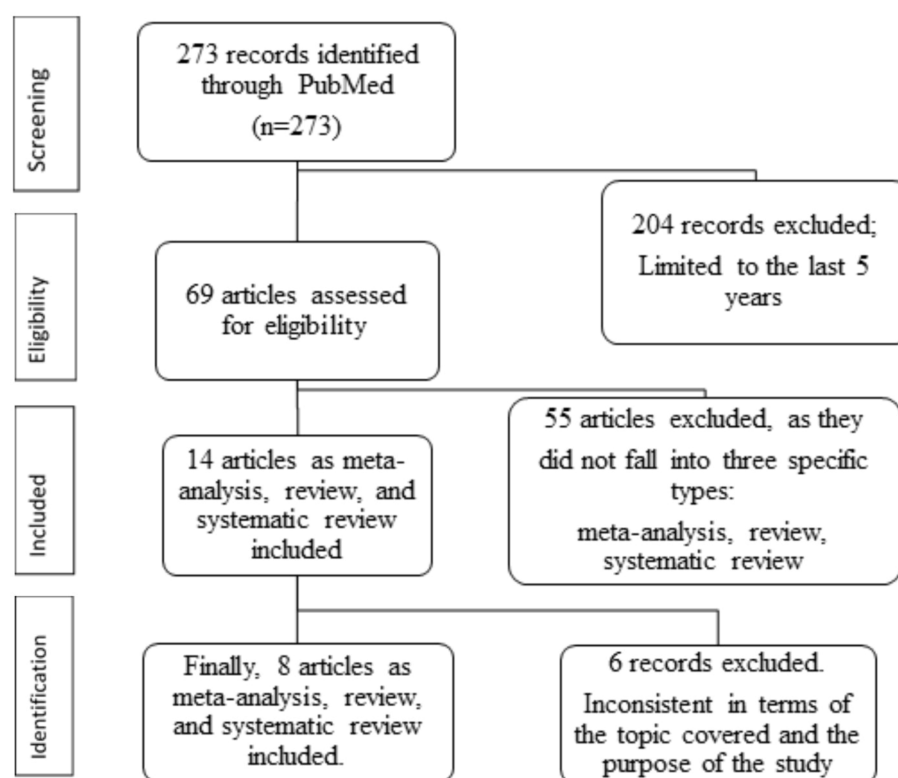 Screening
273 records identified
through PubMed
(n=273)
204 records excluded;
Limited to the last 5
years
Eligibility
69 articles assessed
for eligibility
55 articles excluded, as they
did not fall into three specific
types:
meta-analysis, review,
systematic review
Included
14 articles as meta-
analysis, review, and
systematic review
included
Identification
Finally, 8 articles as
meta-analysis, review,
and systematic review
included.
6 records excluded.
Inconsistent in terms of
the topic covered and the
purpose of the study